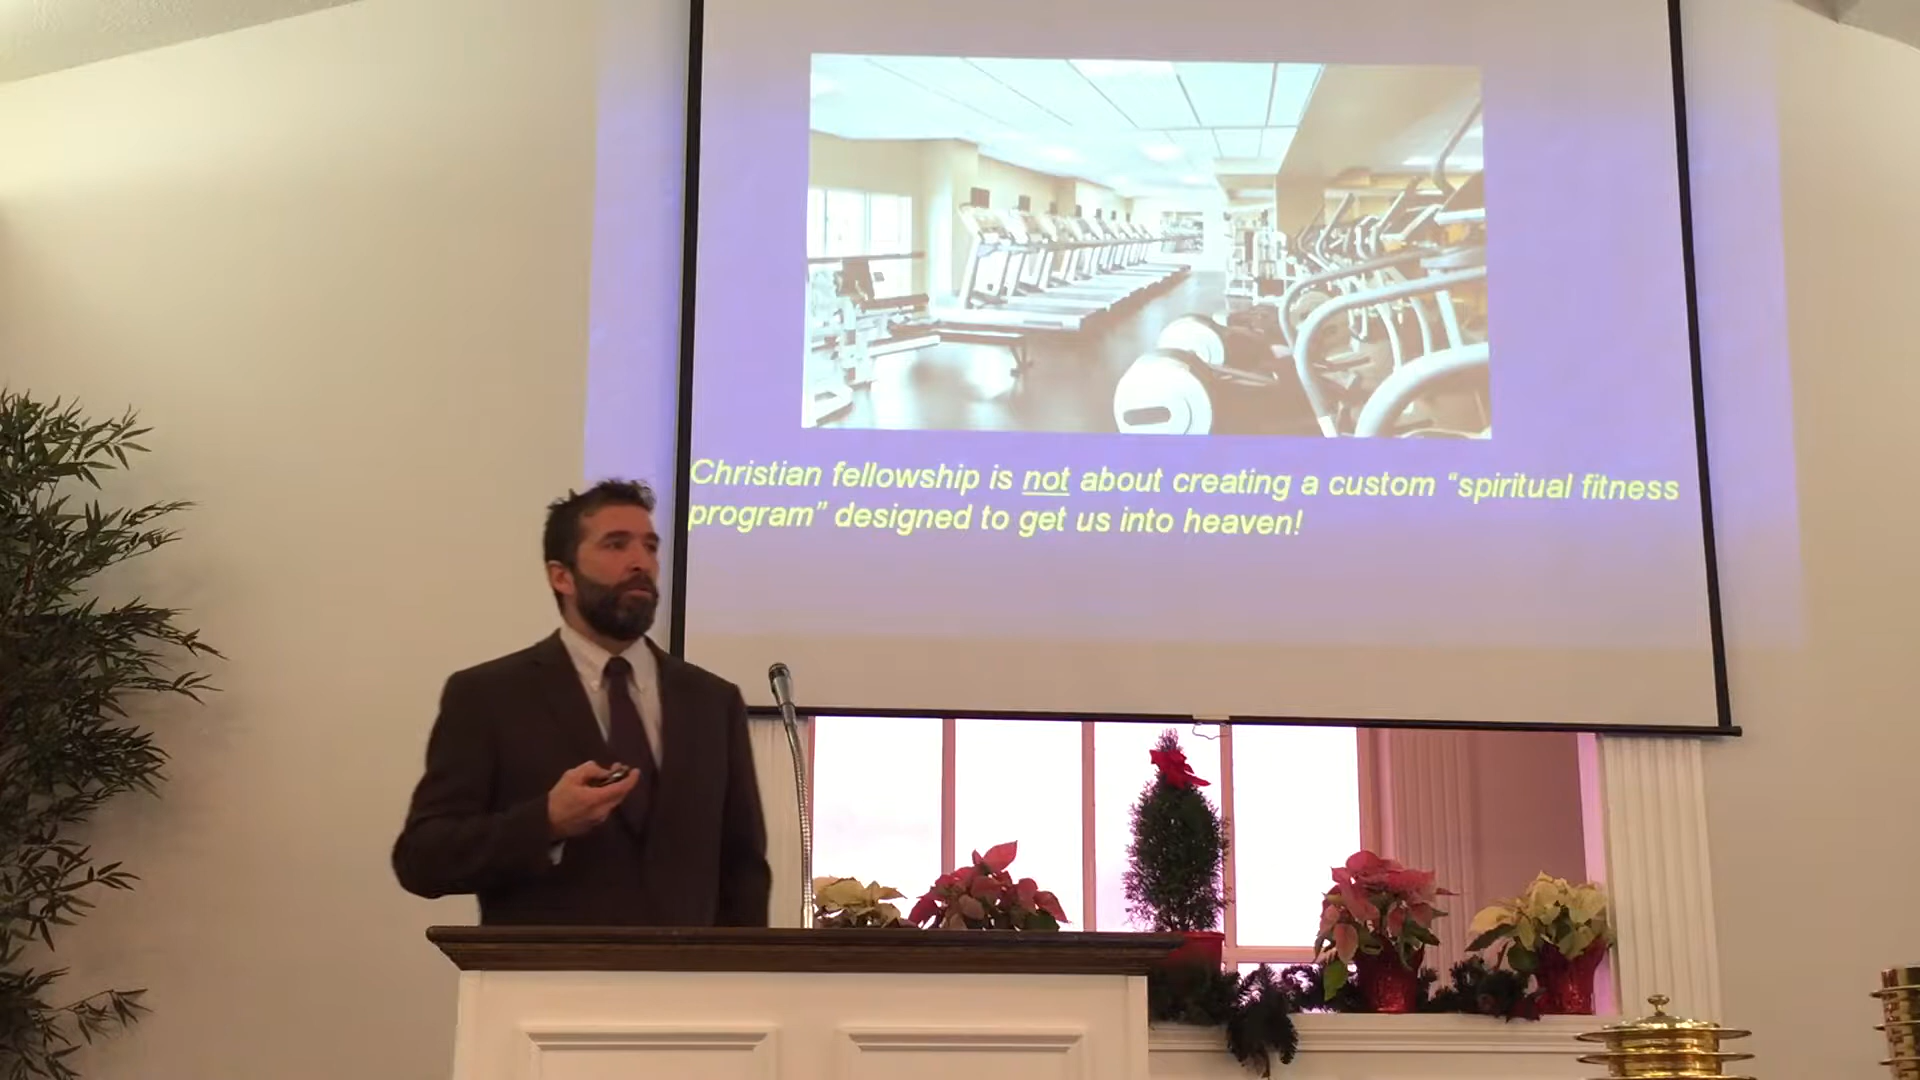 Christian fellowship is not about creating a custom “spiritual fitness
program” designed to get us into heaven!